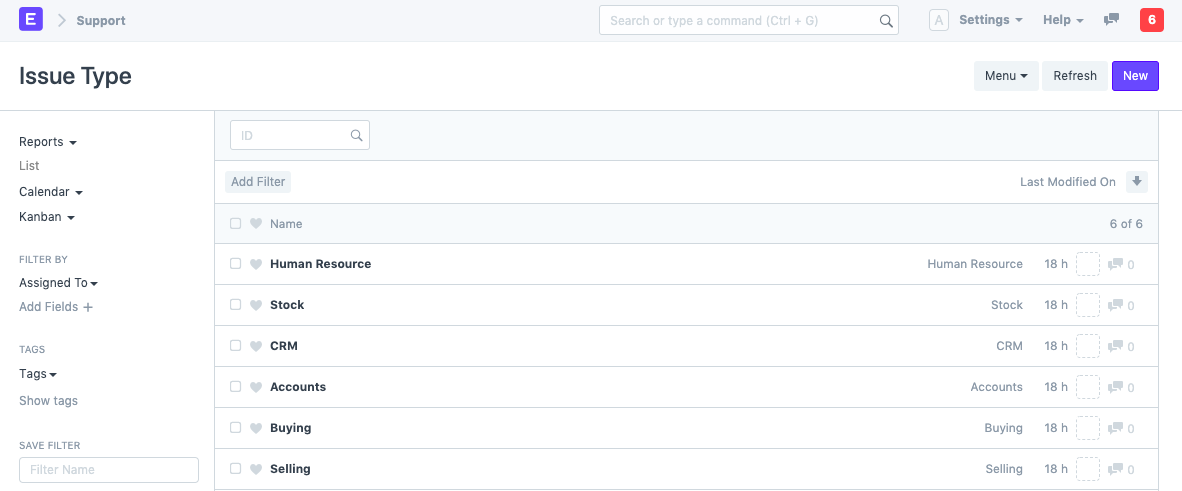 E Support Search or type a command (Ctrl + G) A Settings Help 6
Issue Type Menu Refresh New
Reports
List
Calendar
Kanban
FILTER BY
Assigned To
Add Fields +
TAGS
Tags
Show tags
SAVE FILTER
Filter Name
ID
Add Filter Last Modified On
Name 6 of 6
Human Resource Human Resource 18 h 0
Stock Stock 18 h 0
CRM CRM 18 h 0
Accounts Accounts 18 h 0
Buying Buying 18 h 0
Selling Selling 18 h 0